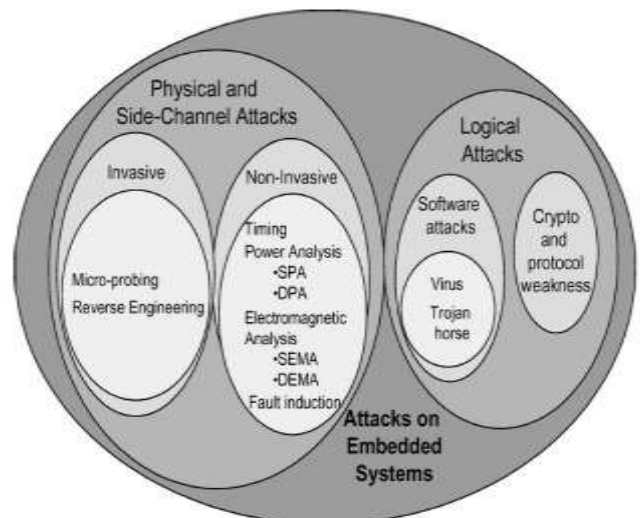 Physical and
Side-Channel Attacks
Invasive
Micro-probing
Reverse Engineering
Non-Invasive
Timing
Power Analysis
•SPA
•DPA
Electromagnetic
Analysis
•SEMA
•DEMA
Fault induction
Logical
Attacks
Software
attacks
Virus
Trojan
horse
Crypto
and
protocol
weakness
Attacks on
Embedded
Systems